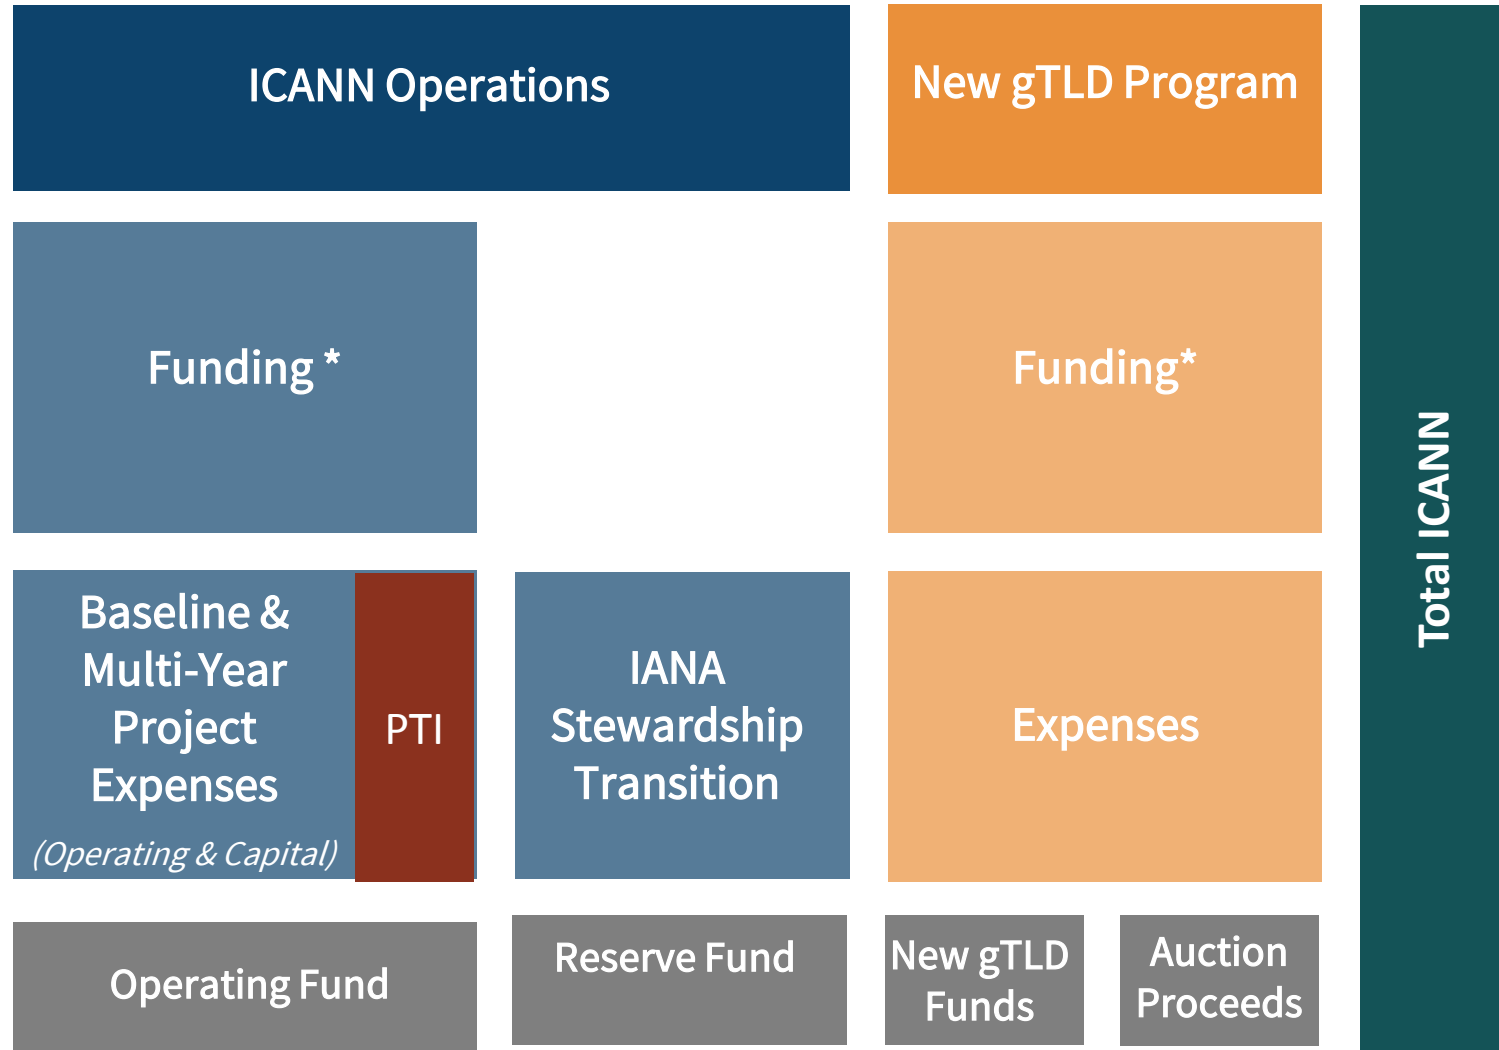 ICANN Operations
New gTLD Program
Funding *
Funding*
Baseline &
Multi-Year
Project
Expenses
(Operating & Capital)
PTI
IANA
Stewardship
Transition
Expenses
Operating Fund
Reserve Fund
New gTLD
Funds
Auction
Proceeds
Total ICANN